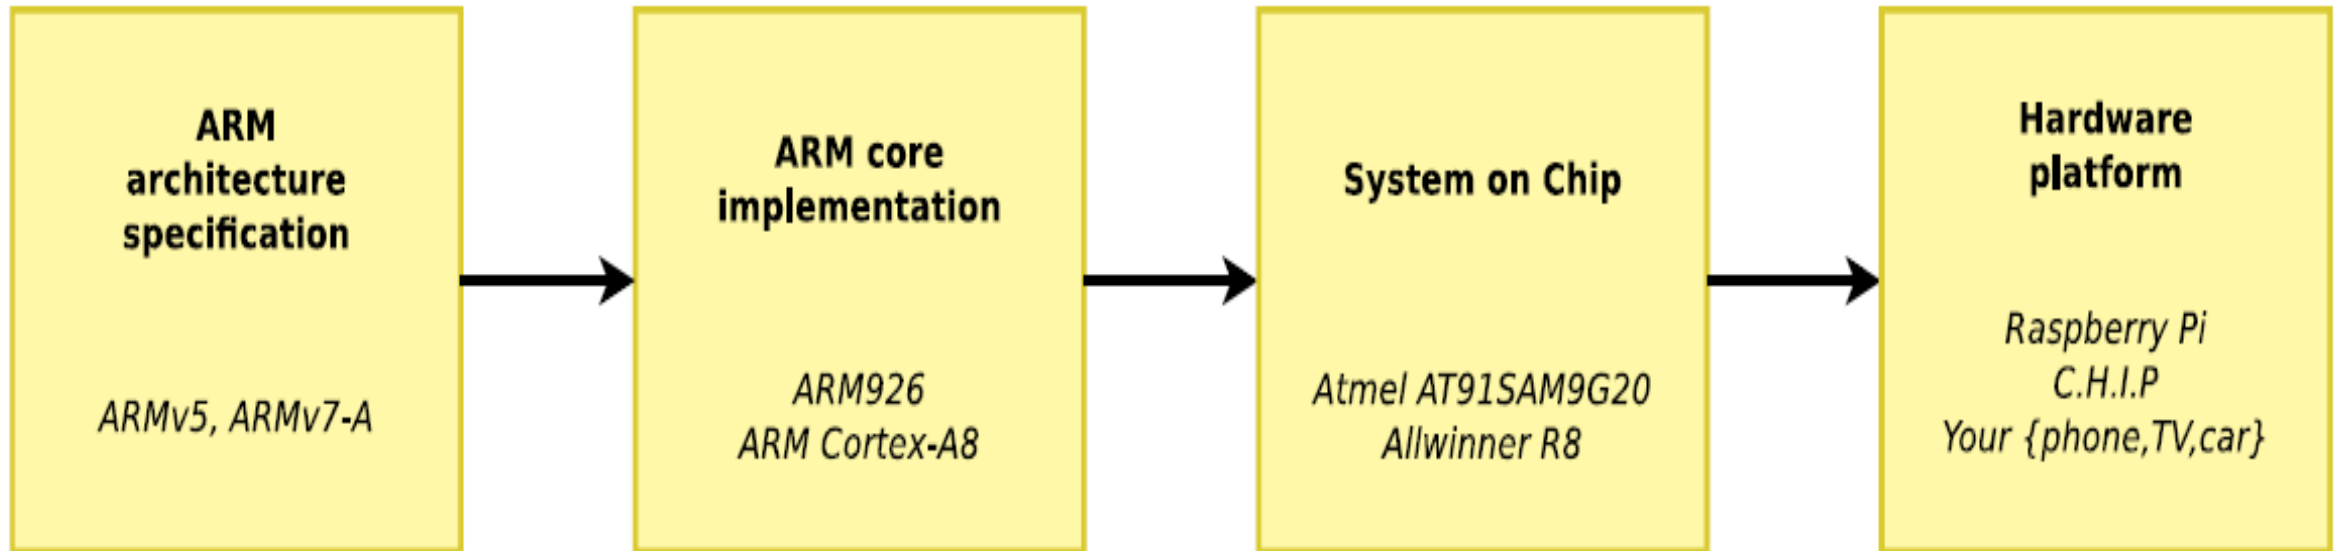 ARM
architecture
specification
ARMv5, ARMv7-A
ARM core
implementation
ARM926
ARM Cortex-A8
System on Chip
Atmel AT91SAM9G20
Allwinner R8
Hardware
platform
Raspberry Pi
C.H.I.P
Your {phone,TV,car}